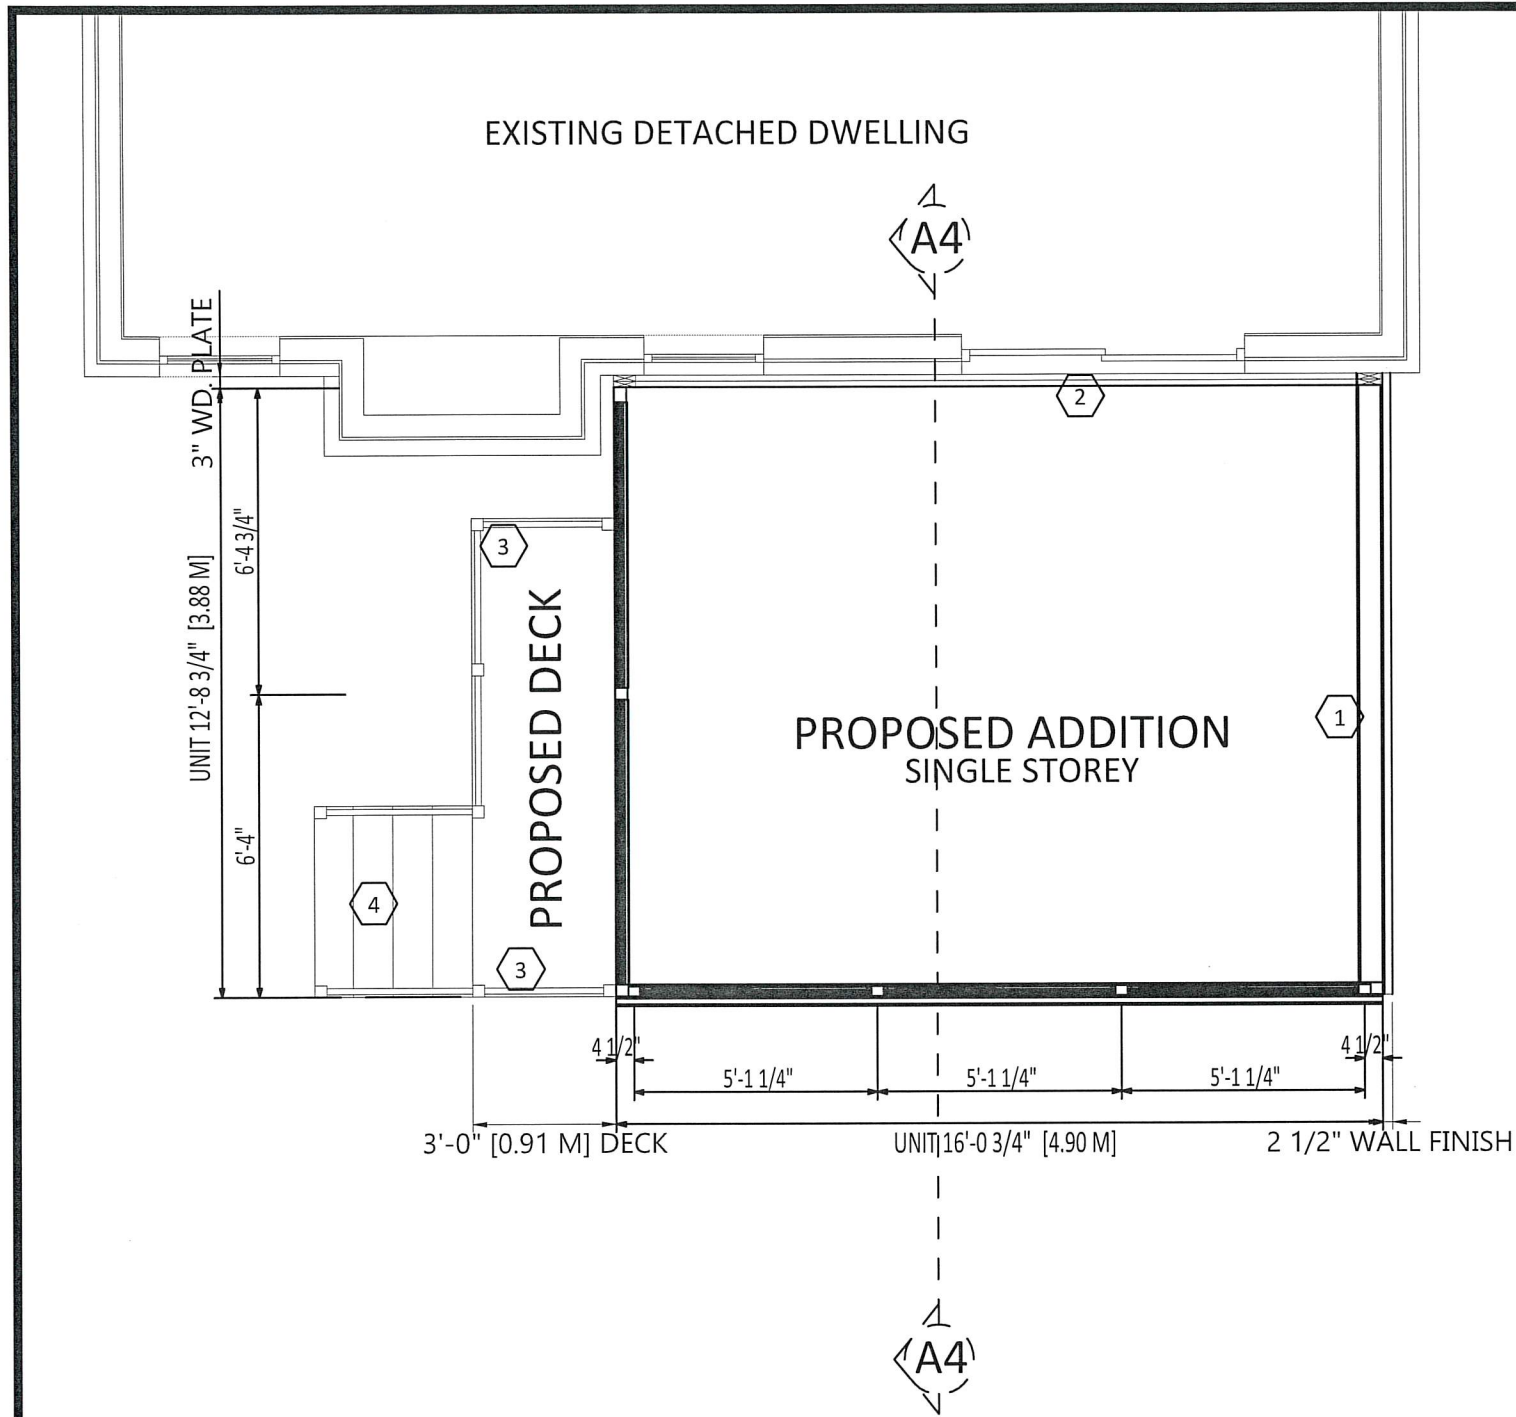 EXISTING DETACHED DWELLING
A4
3" WD. PLATE
2
6'-4 3/4"
3
UNIT 12'-8 3/4" [3.88 M]
PROPOSED DECK
PROPOSED ADDITION
SINGLE STOREY
1
6'-4"
4
3
4 1/2"
4 1/2"
5'-1 1/4"
5'-1 1/4"
5'-1 1/4"
3'-0" [0.91 M] DECK
UNIT 16'-0 3/4" [4.90 M]
2 1/2" WALL FINISH
A4